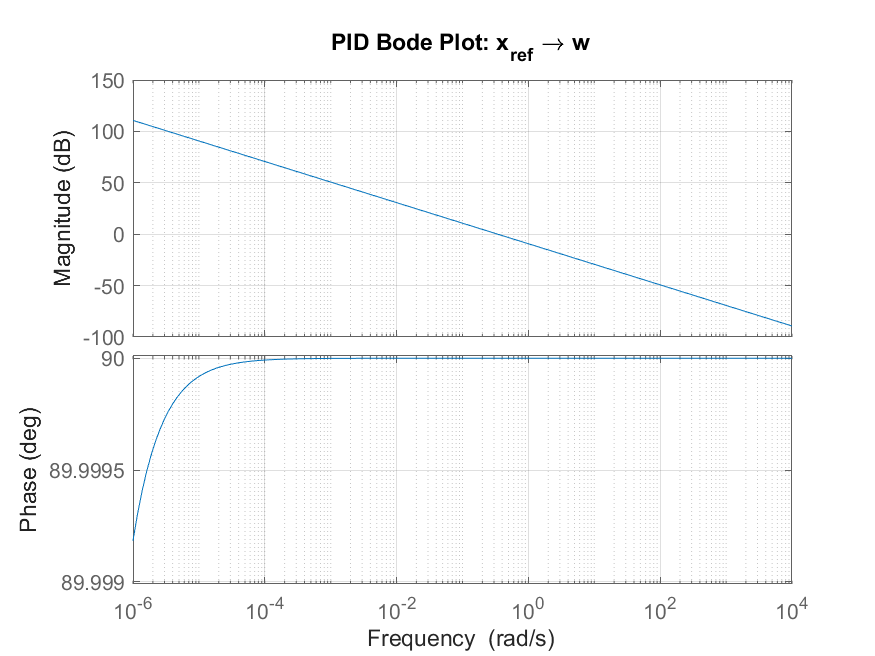 PID Bode Plot: x_ref → w
150
100
50
0
-50
-100
Magnitude (dB)
90
89.9995
89.999
Phase (deg)
10^-6 10^-4 10^-2 10^0 10^2 10^4
Frequency (rad/s)